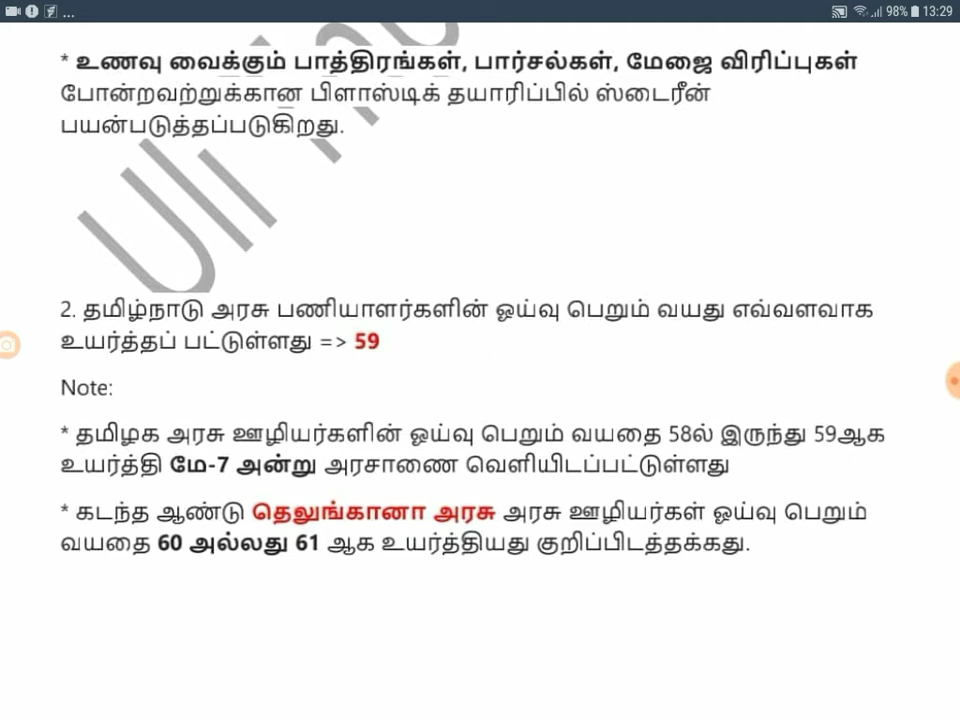 ... 98% 13:29
* உணவு வைக்கும் பாத்திரங்கள், பார்சல்கள், மேஜை விரிப்புகள்
போன்றவற்றுக்கான பிளாஸ்டிக் தயாரிப்பில் ஸ்டைரீன்
பயன்படுத்தப்படுகிறது.
2. தமிழ்நாடு அரசு பணியாளர்களின் ஓய்வு பெறும் வயது எவ்வளவாக
உயர்த்தப் பட்டுள்ளது => 59
Note:
* தமிழக அரசு ஊழியர்களின் ஓய்வு பெறும் வயதை 58ல் இருந்து 59ஆக
உயர்த்தி மே-7 அன்று அரசாணை வெளியிடப்பட்டுள்ளது
* கடந்த ஆண்டு தெலுங்கானா அரசு அரசு ஊழியர்கள் ஓய்வு பெறும்
வயதை 60 அல்லது 61 ஆக உயர்த்தியது குறிப்பிடத்தக்கது.